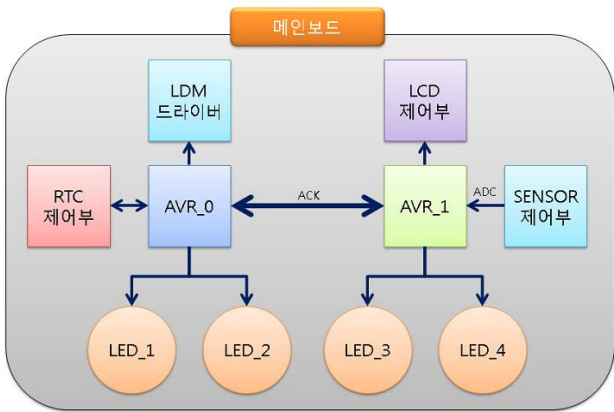 메인보드
LDM
드라이버
LCD
제어부
RTC
제어부
AVR_0
ACK
AVR_1
ADC
SENSOR
제어부
LED_1
LED_2
LED_3
LED_4